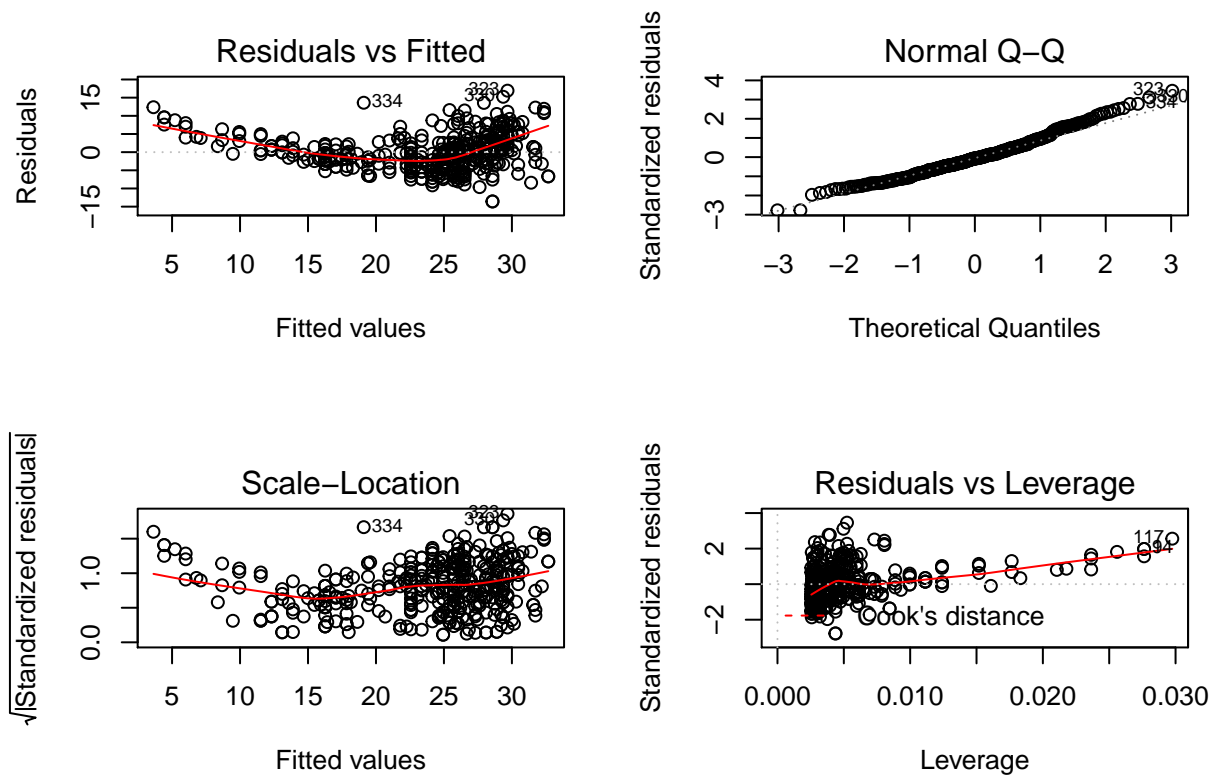 Residuals vs Fitted
Residuals
15
0
−15
334
323
330
5 10 15 20 25 30
Fitted values
Normal Q−Q
Standardized residuals
4
2
0
−3
323
334
−3 −2 −1 0 1 2 3
Theoretical Quantiles
Scale−Location
√|Standardized residuals|
1.0
0.0
334
323
330
5 10 15 20 25 30
Fitted values
Residuals vs Leverage
Standardized residuals
2
−2
117
Cook's distance
0.000 0.010 0.020 0.030
Leverage